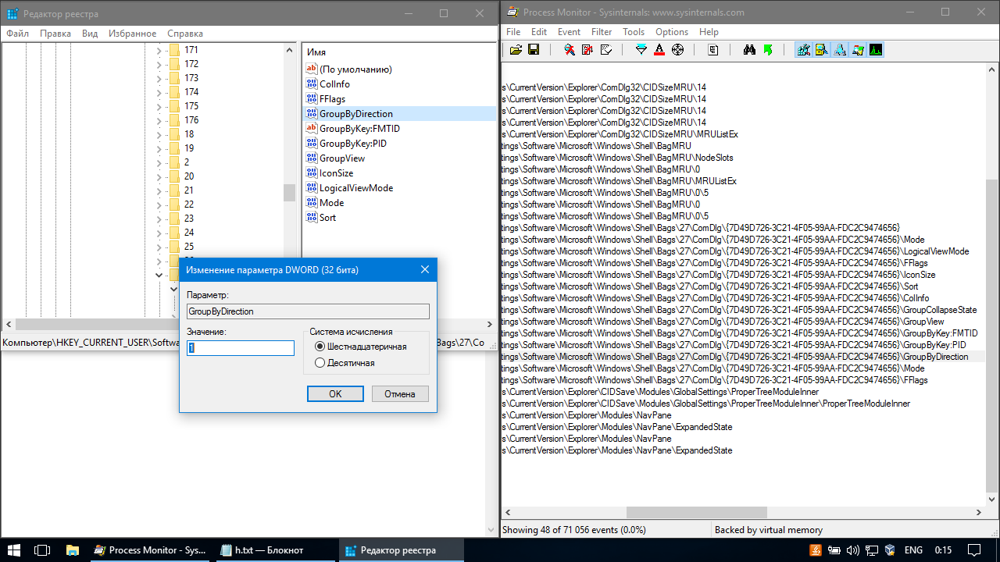 Редактор реестра
Файл Правка Вид Избранное Справка
171
172
173
174
175
176
18
19
2
20
21
22
23
24
25
Имя
(По умолчанию)
ColInfo
FFlags
GroupByDirection
GroupByKey:FMTID
GroupByKey:PID
GroupView
IconSize
LogicalViewMode
Mode
Sort
Компьютер\HKEY_CURRENT_USER\Softwa
Bags\27\Co
Изменение параметра DWORD (32 бита)
Параметр:
GroupByDirection
Значение:
1
Система исчисления
Шестнадцатеричная
Десятичная
OK Отмена
Process Monitor - Sysinternals: www.sysinternals.com
File Edit Event Filter Tools Options Help
s\CurrentVersion\Explorer\ComDlg32\CIDSizeMRU\14
s\CurrentVersion\Explorer\ComDlg32\CIDSizeMRU\14
s\CurrentVersion\Explorer\ComDlg32\CIDSizeMRU\14
s\CurrentVersion\Explorer\ComDlg32\CIDSizeMRU\14
s\CurrentVersion\Explorer\ComDlg32\CIDSizeMRU\MRUListEx
tings\Software\Microsoft\Windows\Shell\BagMRU
tings\Software\Microsoft\Windows\Shell\BagMRU\NodeSlots
tings\Software\Microsoft\Windows\Shell\BagMRU\0
tings\Software\Microsoft\Windows\Shell\BagMRU\MRUListEx
tings\Software\Microsoft\Windows\Shell\BagMRU\0\5
tings\Software\Microsoft\Windows\Shell\BagMRU\0
tings\Software\Microsoft\Windows\Shell\BagMRU\0\5
tings\Software\Microsoft\Windows\Shell\Bags\27\ComDlg\{7D49D726-3C21-4F05-99AA-FDC2C9474656}
tings\Software\Microsoft\Windows\Shell\Bags\27\ComDlg\{7D49D726-3C21-4F05-99AA-FDC2C9474656}\Mode
tings\Software\Microsoft\Windows\Shell\Bags\27\ComDlg\{7D49D726-3C21-4F05-99AA-FDC2C9474656}\LogicalViewMode
tings\Software\Microsoft\Windows\Shell\Bags\27\ComDlg\{7D49D726-3C21-4F05-99AA-FDC2C9474656}\FFlags
tings\Software\Microsoft\Windows\Shell\Bags\27\ComDlg\{7D49D726-3C21-4F05-99AA-FDC2C9474656}\IconSize
tings\Software\Microsoft\Windows\Shell\Bags\27\ComDlg\{7D49D726-3C21-4F05-99AA-FDC2C9474656}\Sort
tings\Software\Microsoft\Windows\Shell\Bags\27\ComDlg\{7D49D726-3C21-4F05-99AA-FDC2C9474656}\ColInfo
tings\Software\Microsoft\Windows\Shell\Bags\27\ComDlg\{7D49D726-3C21-4F05-99AA-FDC2C9474656}\GroupCollapseState
tings\Software\Microsoft\Windows\Shell\Bags\27\ComDlg\{7D49D726-3C21-4F05-99AA-FDC2C9474656}\GroupView
tings\Software\Microsoft\Windows\Shell\Bags\27\ComDlg\{7D49D726-3C21-4F05-99AA-FDC2C9474656}\GroupByKey:FMTID
tings\Software\Microsoft\Windows\Shell\Bags\27\ComDlg\{7D49D726-3C21-4F05-99AA-FDC2C9474656}\GroupByKey:PID
tings\Software\Microsoft\Windows\Shell\Bags\27\ComDlg\{7D49D726-3C21-4F05-99AA-FDC2C9474656}\GroupByDirection
tings\Software\Microsoft\Windows\Shell\Bags\27\ComDlg\{7D49D726-3C21-4F05-99AA-FDC2C9474656}\Mode
tings\Software\Microsoft\Windows\Shell\Bags\27\ComDlg\{7D49D726-3C21-4F05-99AA-FDC2C9474656}\FFlags
s\CurrentVersion\Explorer\CIDSave\Modules\GlobalSettings\ProperTreeModuleInner
s\CurrentVersion\Explorer\CIDSave\Modules\GlobalSettings\ProperTreeModuleInner\ProperTreeModuleInner
s\CurrentVersion\Explorer\Modules\NavPane
s\CurrentVersion\Explorer\Modules\NavPane\ExpandedState
s\CurrentVersion\Explorer\Modules\NavPane
s\CurrentVersion\Explorer\Modules\NavPane\ExpandedState
Showing 48 of 71 056 events (0.0%) Backed by virtual memory
Process Monitor - Sys... h.txt — Блокнот Редактор реестра ENG 0:15